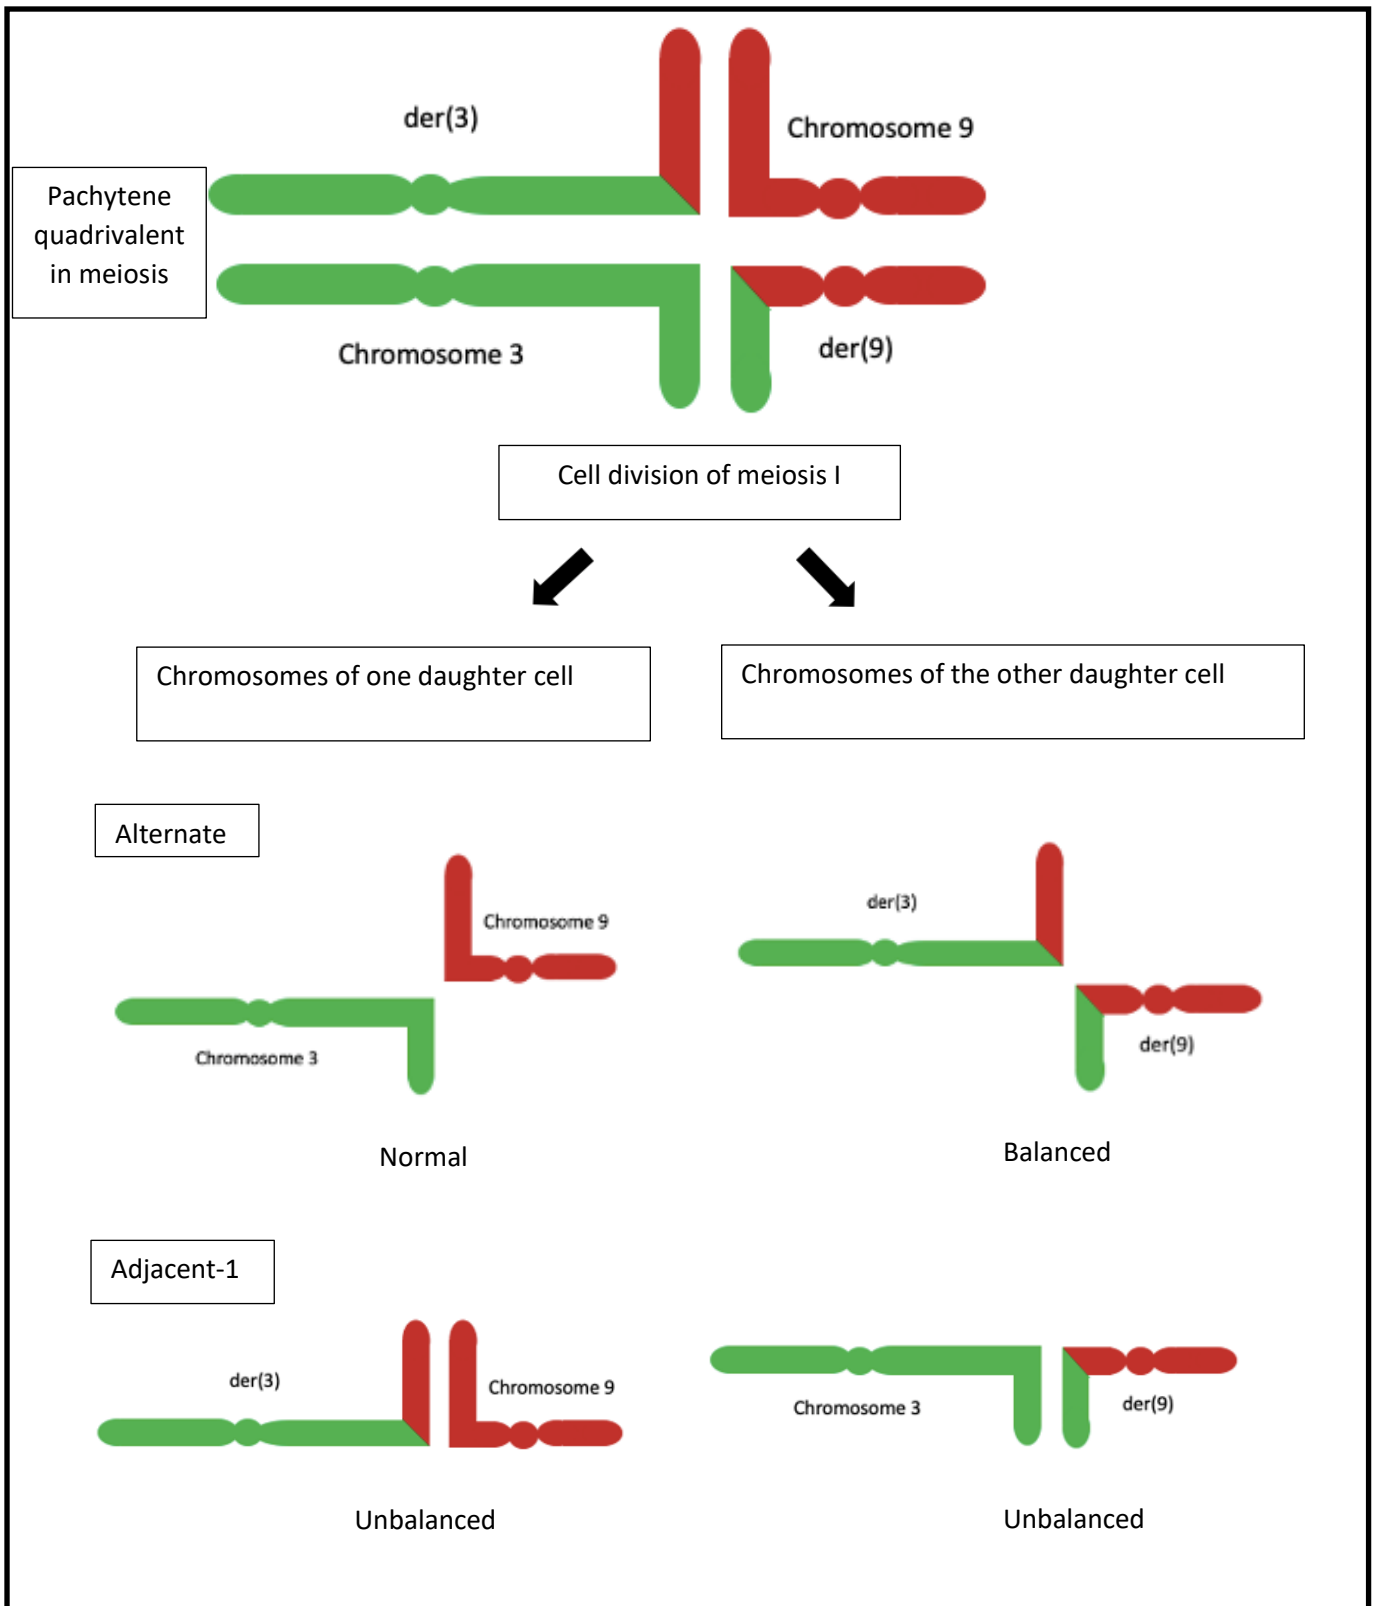 der(3)
Chromosome 9
Pachytene
quadrivalent
in meiosis
Chromosome 3
der(9)
Cell division of meiosis I
Chromosomes of one daughter cell
Chromosomes of the other daughter cell
Alternate
Chromosome 9
Chromosome 3
der(3)
der(9)
Normal
Balanced
Adjacent-1
der(3)
Chromosome 9
Chromosome 3
der(9)
Unbalanced
Unbalanced